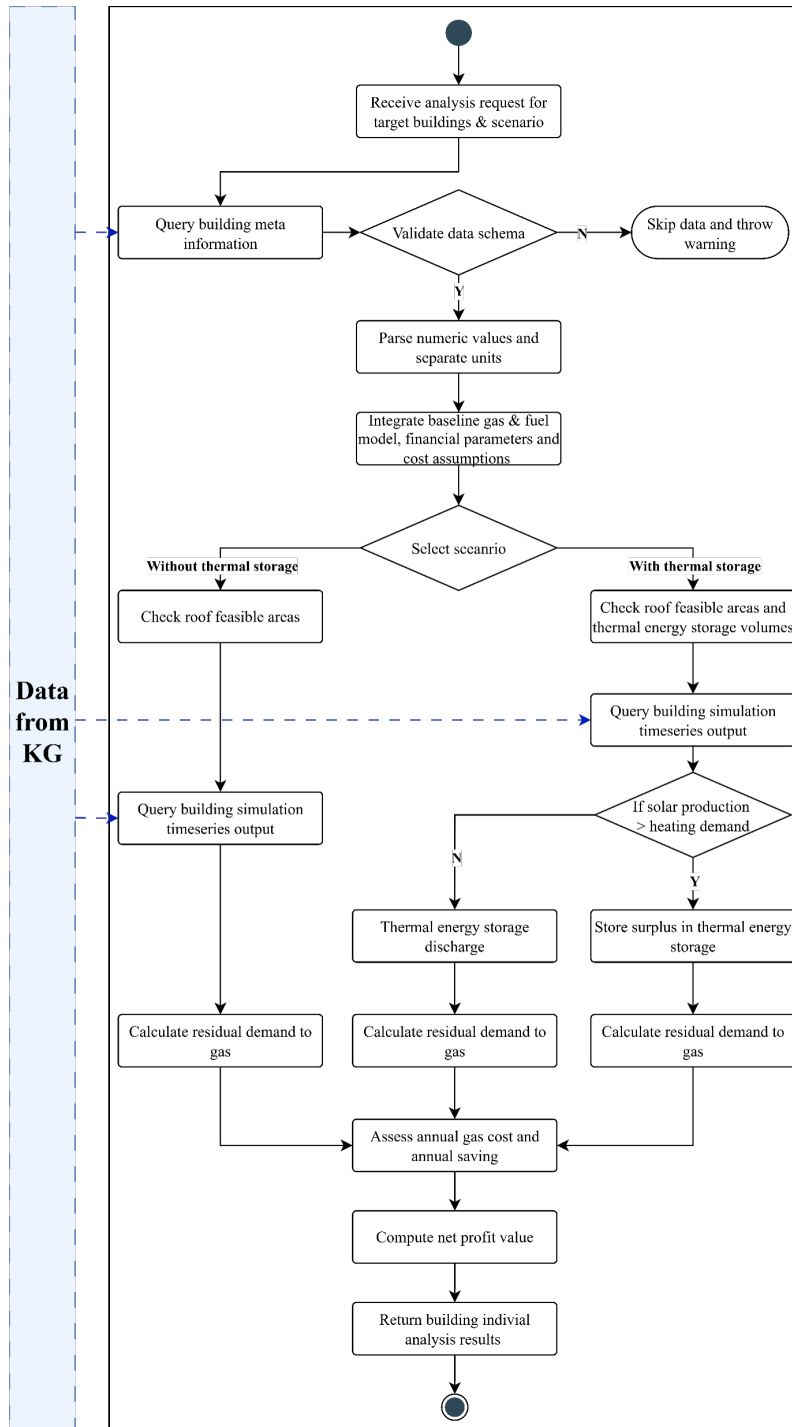 Receive analysis request for
target buildings & scenario
Query building meta
information
Validate data schema
N
Skip data and throw
warning
Y
Parse numeric values and
separate units
Integrate baseline gas & fuel
model, financial parameters and
cost assumptions
Select sceanrio
Without thermal storage
With thermal storage
Check roof feasible areas
Check roof feasible areas and
thermal energy storage volumes
Data
from
KG
Query building simulation
timeseries output
Query building simulation
timeseries output
If solar production
> heating demand
N
Y
Thermal energy storage
discharge
Store surplus in thermal energy
storage
Calculate residual demand to
gas
Calculate residual demand to
gas
Calculate residual demand to
gas
Assess annual gas cost and
annual saving
Compute net profit value
Return building indivial
analysis results